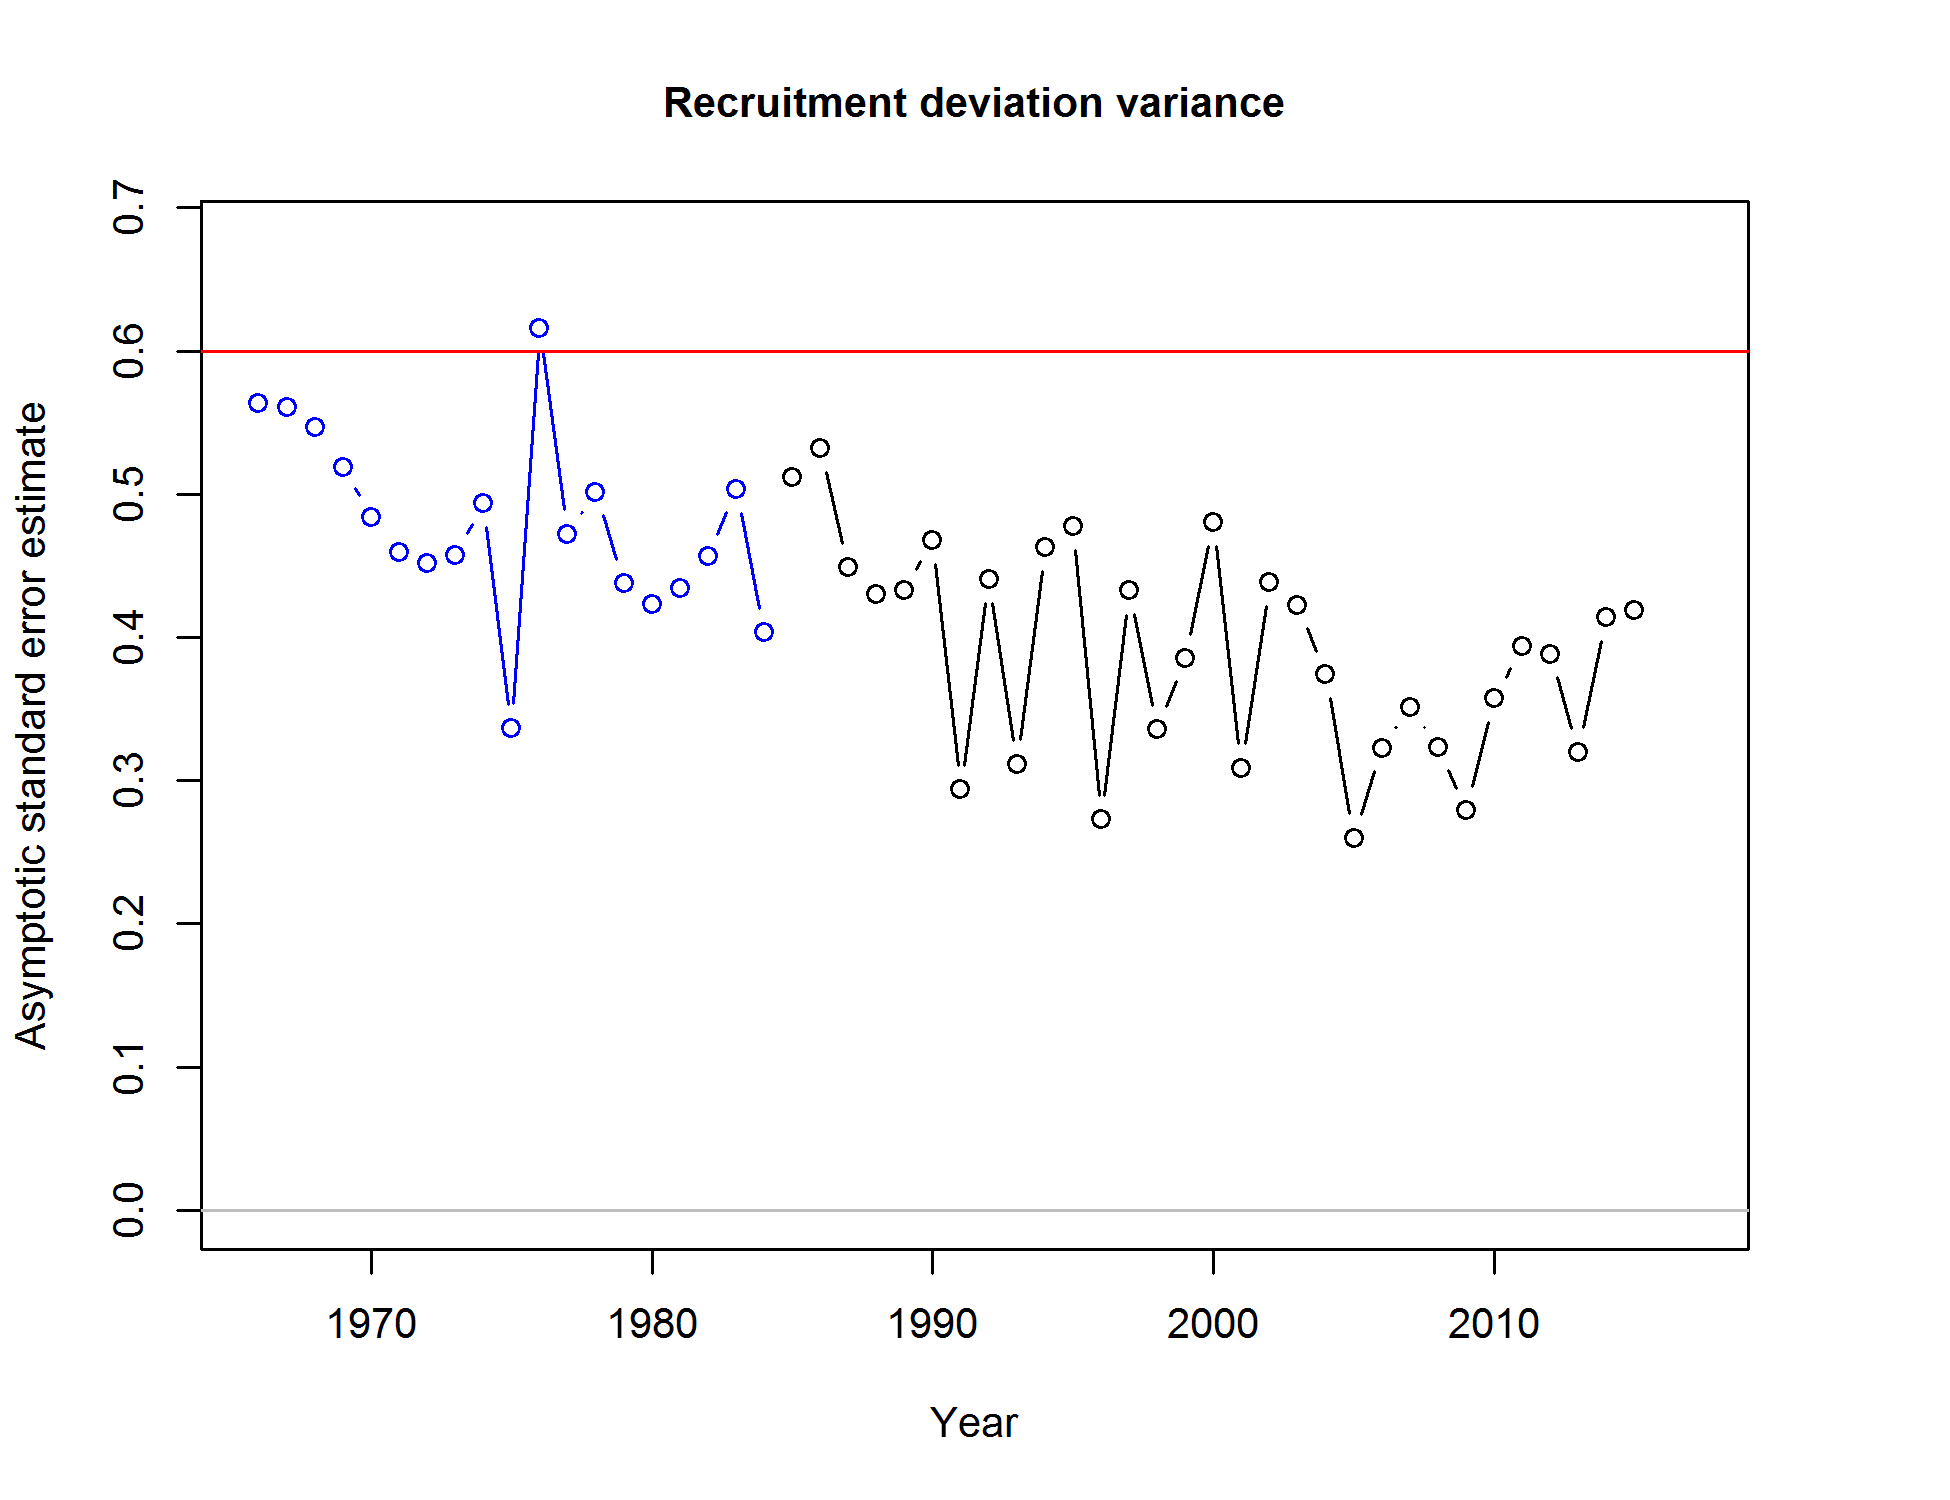 Recruitment deviation variance
Asymptotic standard error estimate
0.7
0.6
0.5
0.4
0.3
0.2
0.1
0.0
1970 1980 1990 2000 2010
Year